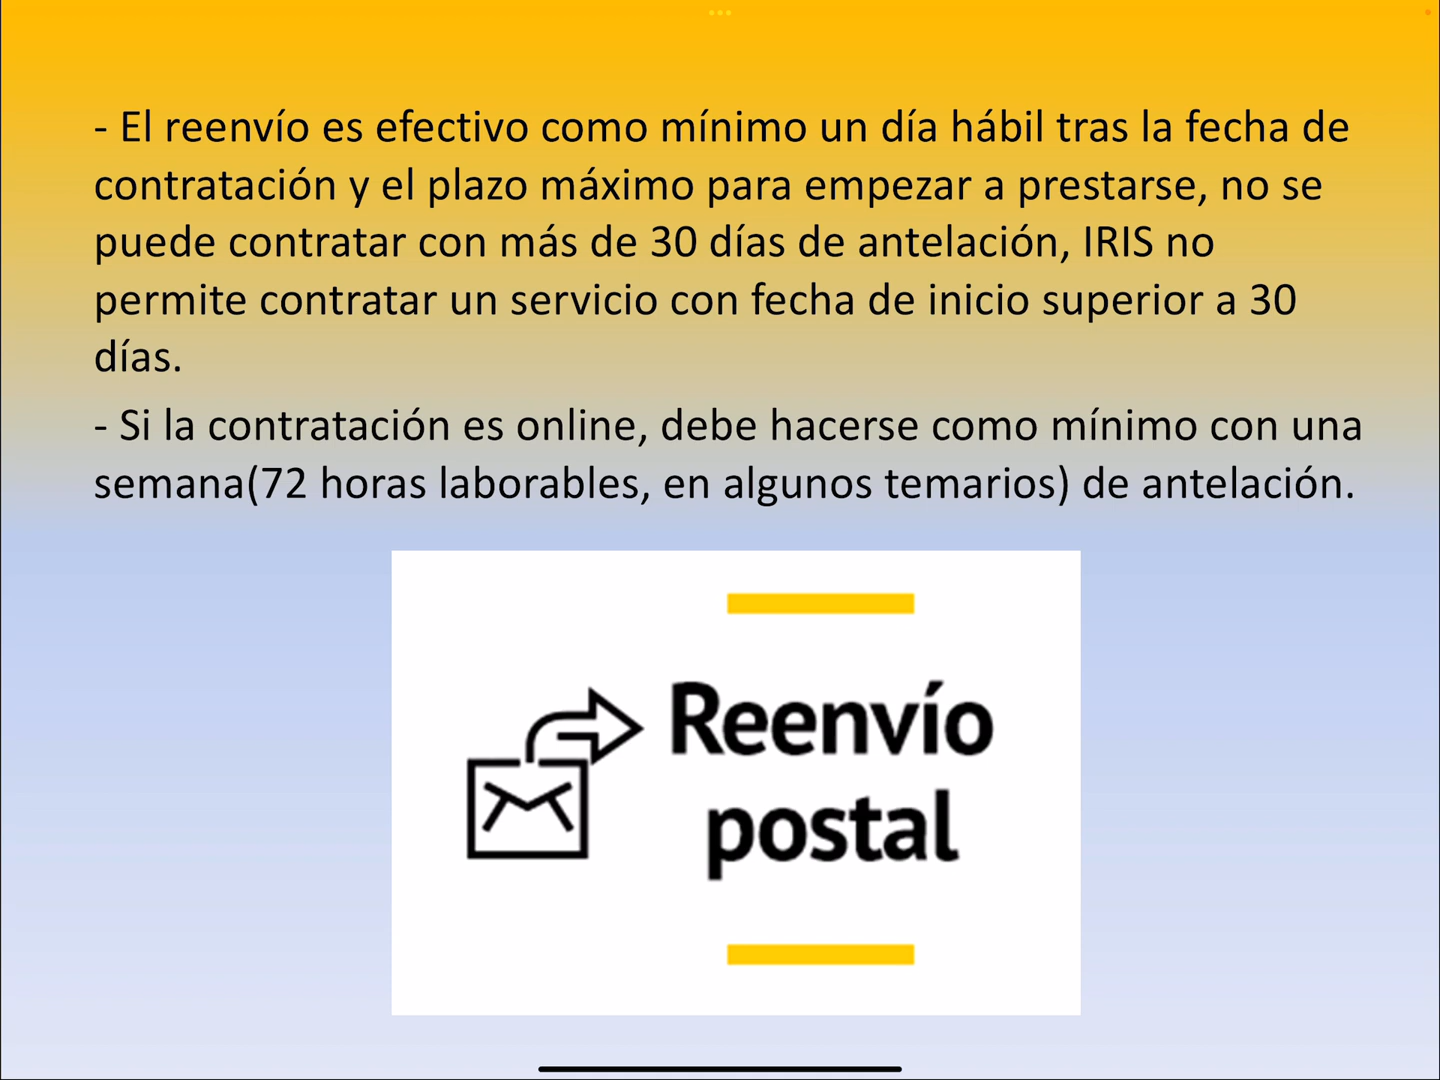 - El reenvío es efectivo como mínimo un día hábil tras la fecha de
contratación y el plazo máximo para empezar a prestarse, no se
puede contratar con más de 30 días de antelación, IRIS no
permite contratar un servicio con fecha de inicio superior a 30
días.
- Si la contratación es online, debe hacerse como mínimo con una
semana(72 horas laborables, en algunos temarios) de antelación.
Reenvío
postal